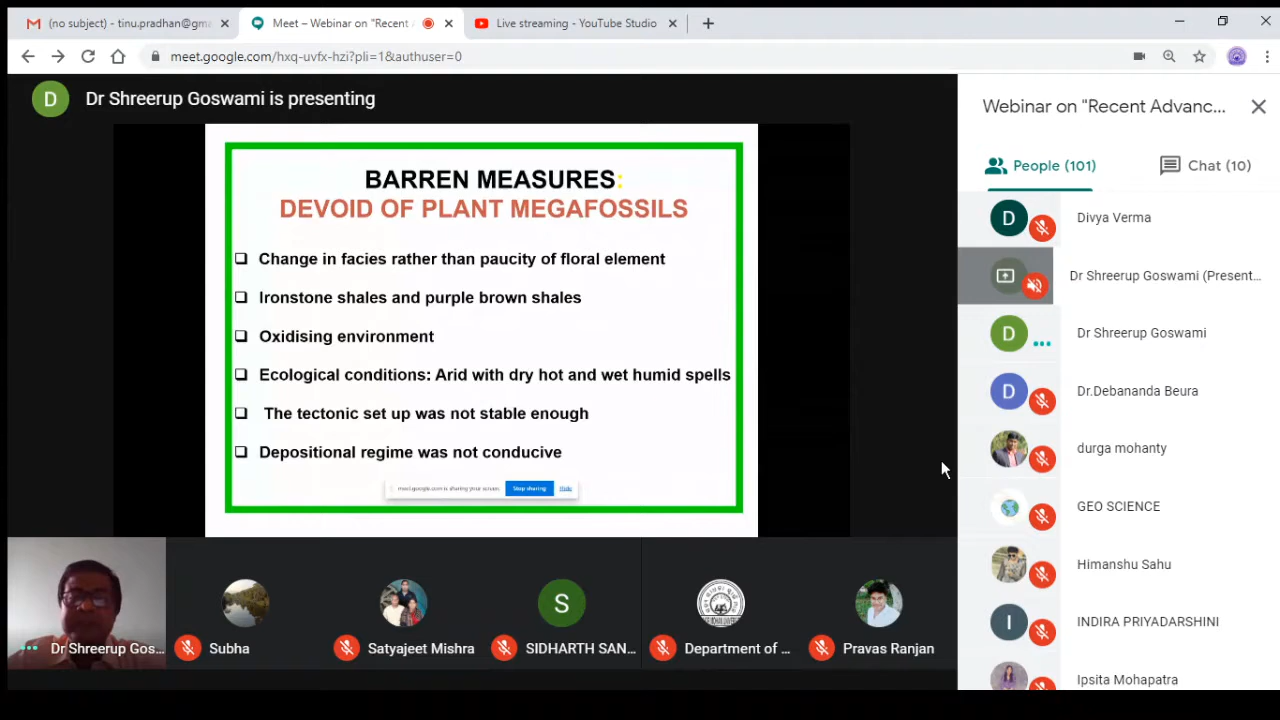 (no subject) - tinu.pradhan@gma
Meet – Webinar on "Recent A
Live streaming - YouTube Studio
meet.google.com/hxq-uvfx-hzi?pli=1&authuser=0
D
Dr Shreerup Goswami is presenting
BARREN MEASURES:
DEVOID OF PLANT MEGAFOSSILS
Change in facies rather than paucity of floral element
Ironstone shales and purple brown shales
Oxidising environment
Ecological conditions: Arid with dry hot and wet humid spells
The tectonic set up was not stable enough
Depositional regime was not conducive
meet.google.com is sharing your screen. Stop sharing Hide
Dr Shreerup Gos...
Subha
Satyajeet Mishra
S
SIDHARTH SAN...
Department of ...
Pravas Ranjan
Webinar on "Recent Advanc...
People (101)
Chat (10)
D Divya Verma
Dr Shreerup Goswami (Present...
D Dr Shreerup Goswami
D Dr.Debananda Beura
durga mohanty
GEO SCIENCE
Himanshu Sahu
I INDIRA PRIYADARSHINI
Ipsita Mohapatra